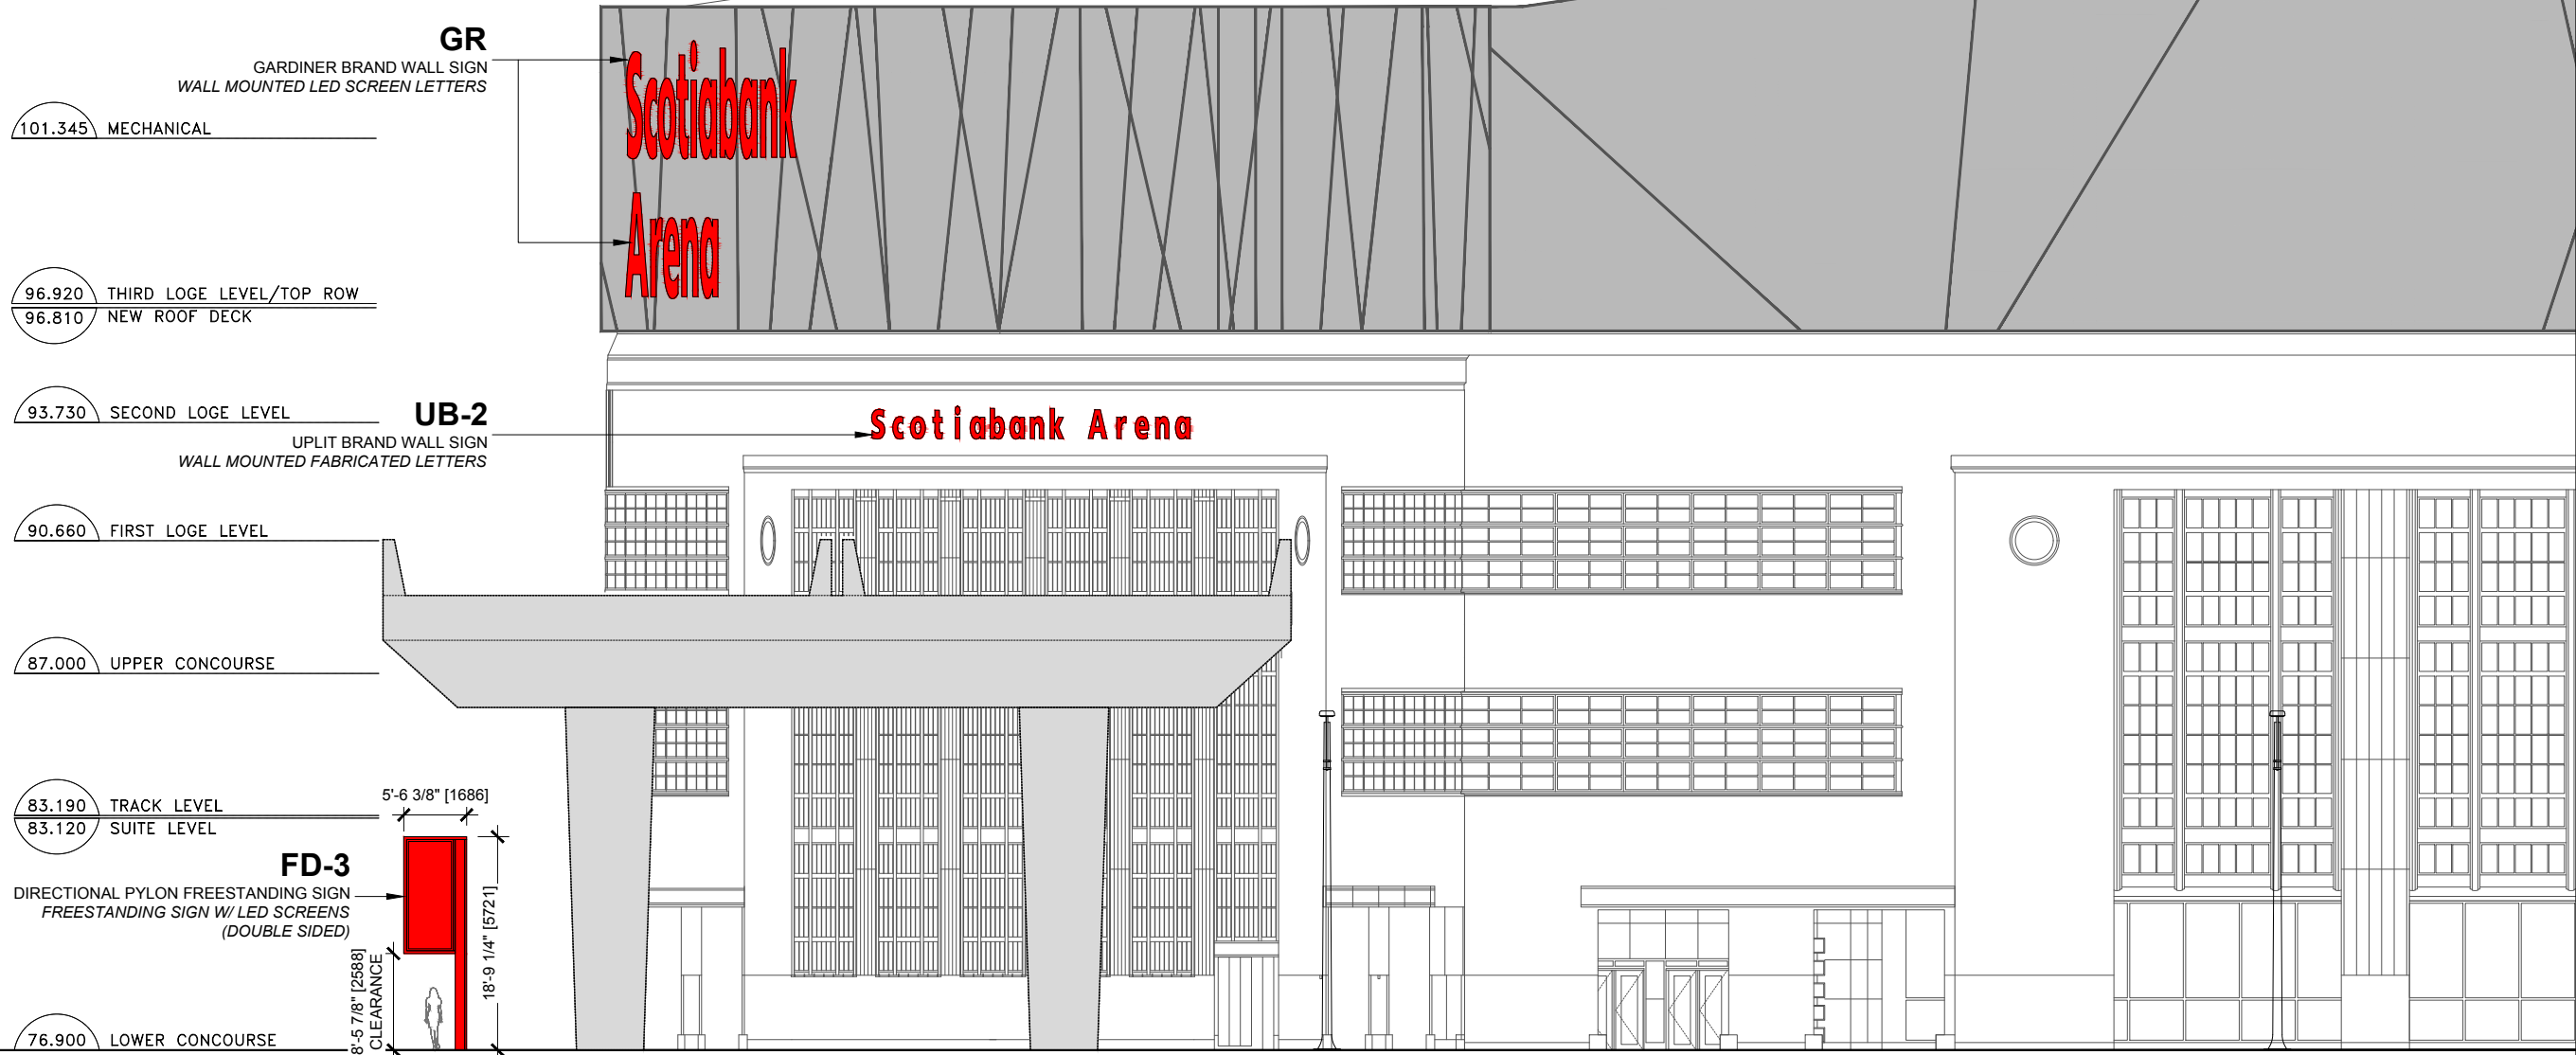 GR
GARDINER BRAND WALL SIGN
WALL MOUNTED LED SCREEN LETTERS
Scotiabank
Arena
101.345 MECHANICAL
96.920 THIRD LOGE LEVEL/TOP ROW
96.810 NEW ROOF DECK
93.730 SECOND LOGE LEVEL
UB-2
UPLIT BRAND WALL SIGN
WALL MOUNTED FABRICATED LETTERS
Scotiabank Arena
90.660 FIRST LOGE LEVEL
87.000 UPPER CONCOURSE
83.190 TRACK LEVEL
83.120 SUITE LEVEL
5'-6 3/8" [1686]
FD-3
DIRECTIONAL PYLON FREESTANDING SIGN
FREESTANDING SIGN W/ LED SCREENS
(DOUBLE SIDED)
18'-9 1/4" [5721]
8'-5 7/8" [2588]
CLEARANCE
76.900 LOWER CONCOURSE